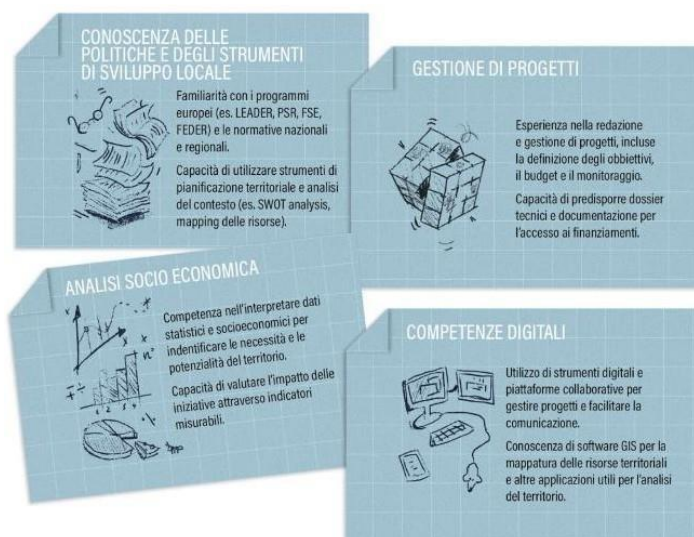 CONOSCENZA DELLE
POLITICHE E DEGLI STRUMENTI
DI SVILUPPO LOCALE
Familiarità con i programmi
europei (es. LEADER, PSR, FSE,
FEDER) e le normative nazionali
e regionali.
Capacità di utilizzare strumenti di
pianificazione territoriale e analisi
del contesto (es. SWOT analysis,
mapping delle risorse).
GESTIONE DI PROGETTI
Esperienza nella redazione
e gestione di progetti, incluse
la definizione degli obbiettivi,
il budget e il monitoraggio.
Capacità di predisporre dossier
tecnici e documentazione per
l'accesso ai finanziamenti.
ANALISI SOCIO ECONOMICA
Competenza nell'interpretare dati
statistici e socioeconomici per
indentificare le necessità e le
potenzialità del territorio.
Capacità di valutare l'impatto delle
iniziative attraverso indicatori
misurabili.
COMPETENZE DIGITALI
Utilizzo di strumenti digitali e
piattaforme collaborative per
gestire progetti e facilitare la
comunicazione.
Conoscenza di software GIS per la
mappatura delle risorse territoriali
e altre applicazioni utili per l'analisi
del territorio.